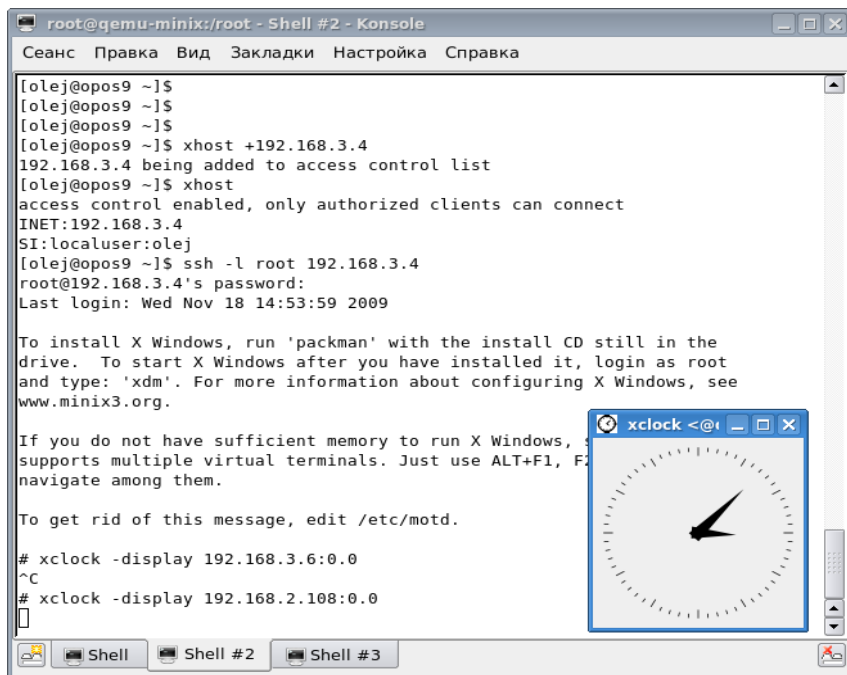 root@qemu-minix:/root - Shell #2 - Konsole
Сеанс Правка Вид Закладки Настройка Справка
[olej@opos9 ~]$
[olej@opos9 ~]$
[olej@opos9 ~]$
[olej@opos9 ~]$ xhost +192.168.3.4
192.168.3.4 being added to access control list
[olej@opos9 ~]$ xhost
access control enabled, only authorized clients can connect
INET:192.168.3.4
SI:localuser:olej
[olej@opos9 ~]$ ssh -l root 192.168.3.4
root@192.168.3.4's password:
Last login: Wed Nov 18 14:53:59 2009
To install X Windows, run 'packman' with the install CD still in the
drive.  To start X Windows after you have installed it, login as root
and type: 'xdm'. For more information about configuring X Windows, see
www.minix3.org.
If you do not have sufficient memory to run X Windows,
supports multiple virtual terminals. Just use ALT+F1,
navigate among them.
To get rid of this message, edit /etc/motd.
# xclock -display 192.168.3.6:0.0
^C
# xclock -display 192.168.2.108:0.0
xclock <@
Shell
Shell #2
Shell #3